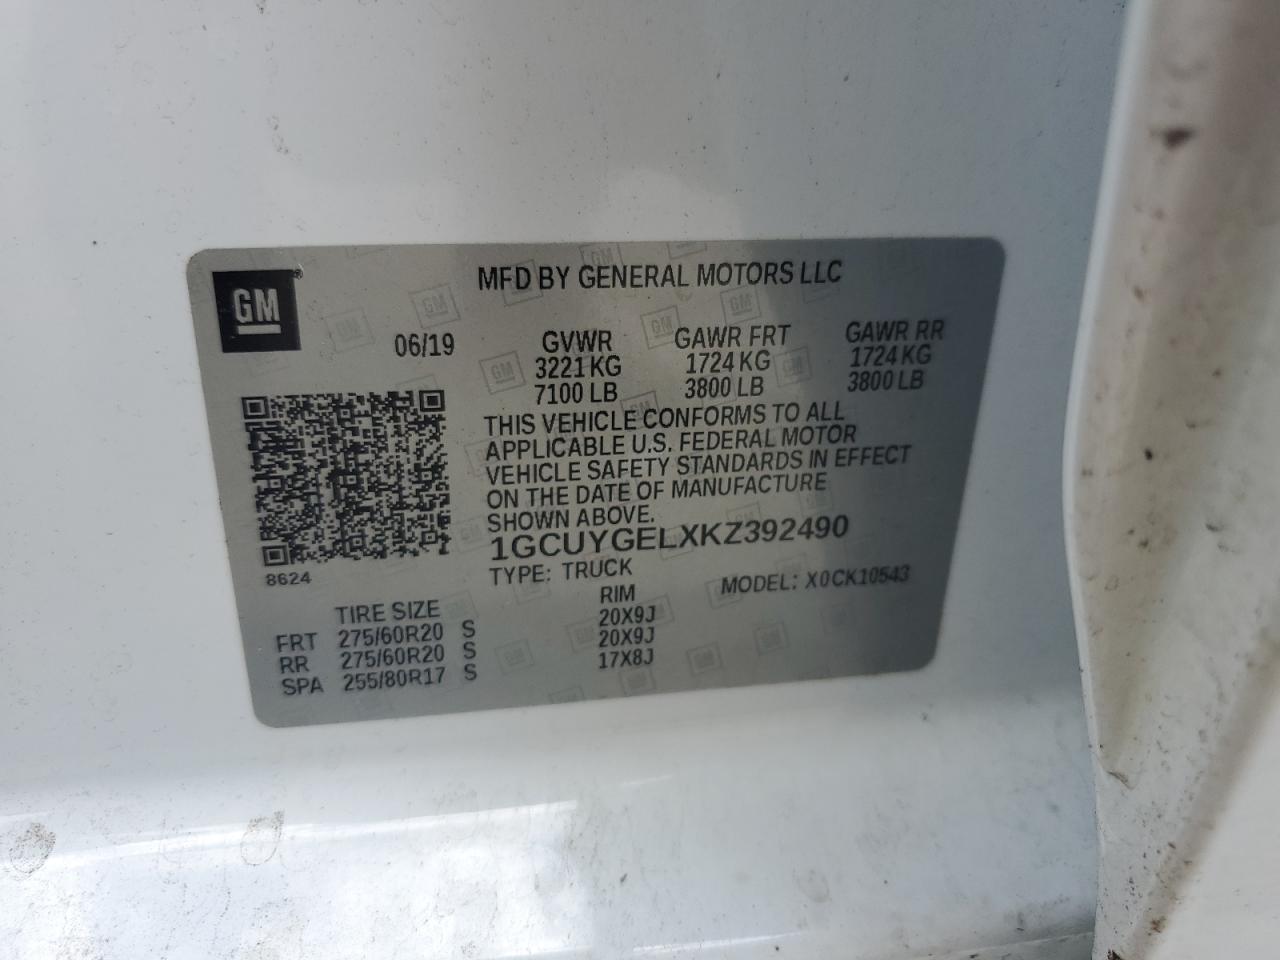 GM
MFD BY GENERAL MOTORS LLC
06/19
GVWR GAWR FRT GAWR RR
3221 KG 1724 KG 1724 KG
7100 LB 3800 LB 3800 LB
THIS VEHICLE CONFORMS TO ALL
APPLICABLE U.S. FEDERAL MOTOR
VEHICLE SAFETY STANDARDS IN EFFECT
ON THE DATE OF MANUFACTURE
SHOWN ABOVE.
1GCUYGELXKZ392490
8624
TYPE: TRUCK MODEL: X0CK10543
TIRE SIZE RIM
FRT 275/60R20 S 20X9J
RR 275/60R20 S 20X9J
SPA 255/80R17 S 17X8J